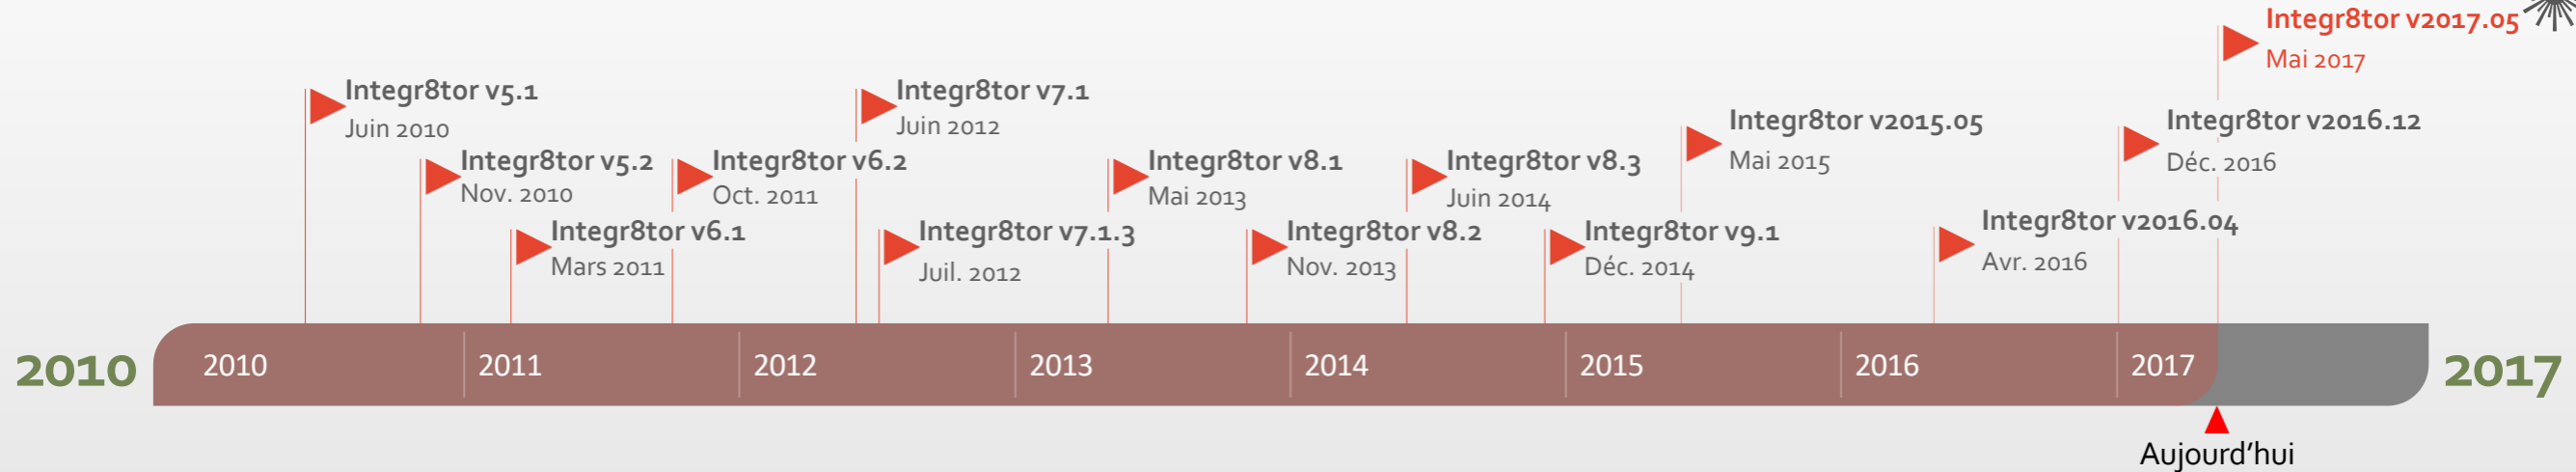 Integr8tor v2017.05
Mai 2017
Integr8tor v5.1
Juin 2010
Integr8tor v7.1
Juin 2012
Integr8tor v2015.05
Mai 2015
Integr8tor v2016.12
Déc. 2016
Integr8tor v5.2
Nov. 2010
Integr8tor v6.2
Oct. 2011
Integr8tor v8.1
Mai 2013
Integr8tor v8.3
Juin 2014
Integr8tor v6.1
Mars 2011
Integr8tor v7.1.3
Juil. 2012
Integr8tor v8.2
Nov. 2013
Integr8tor v9.1
Déc. 2014
Integr8tor v2016.04
Avr. 2016
2010 2010 2011 2012 2013 2014 2015 2016 2017 2017
Aujourd'hui